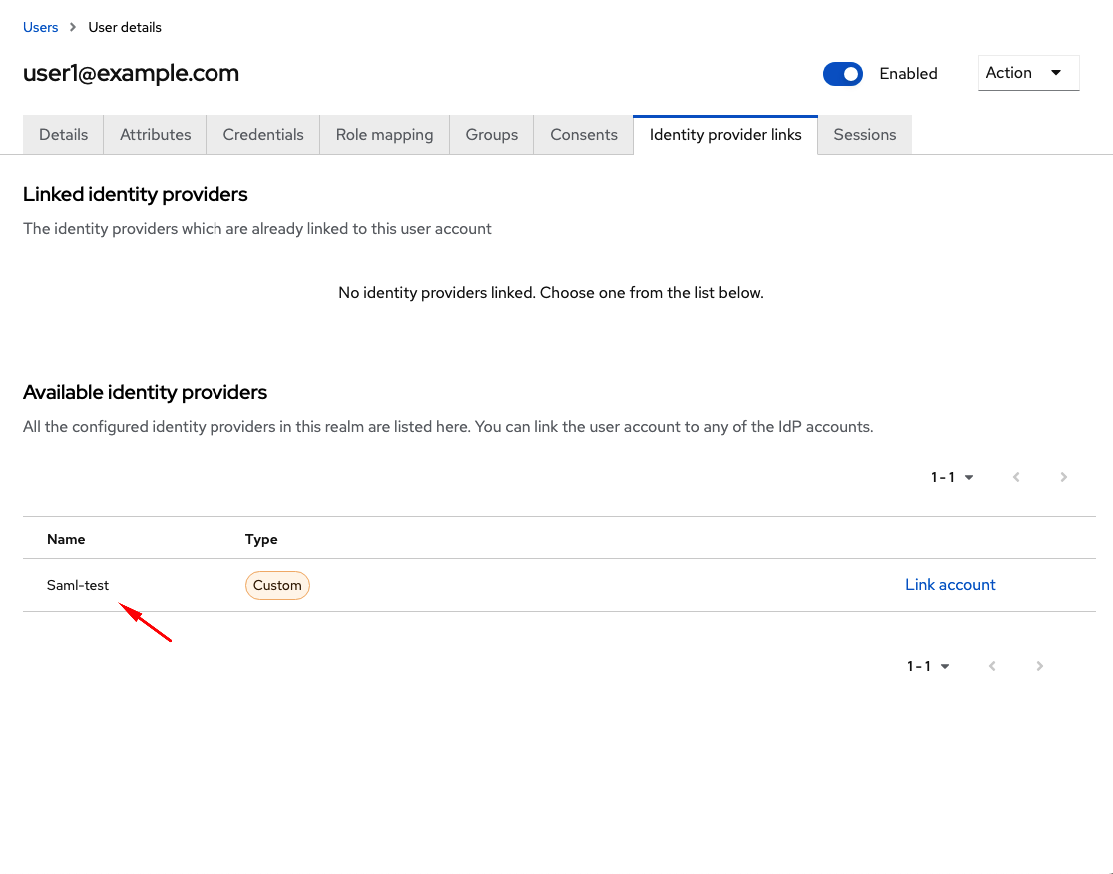 Users > User details
user1@example.com
Enabled
Action
Details Attributes Credentials Role mapping Groups Consents Identity provider links Sessions
Linked identity providers
The identity providers which are already linked to this user account
No identity providers linked. Choose one from the list below.
Available identity providers
All the configured identity providers in this realm are listed here. You can link the user account to any of the IdP accounts.
1 - 1
Name Type
Saml-test Custom Link account
1 - 1